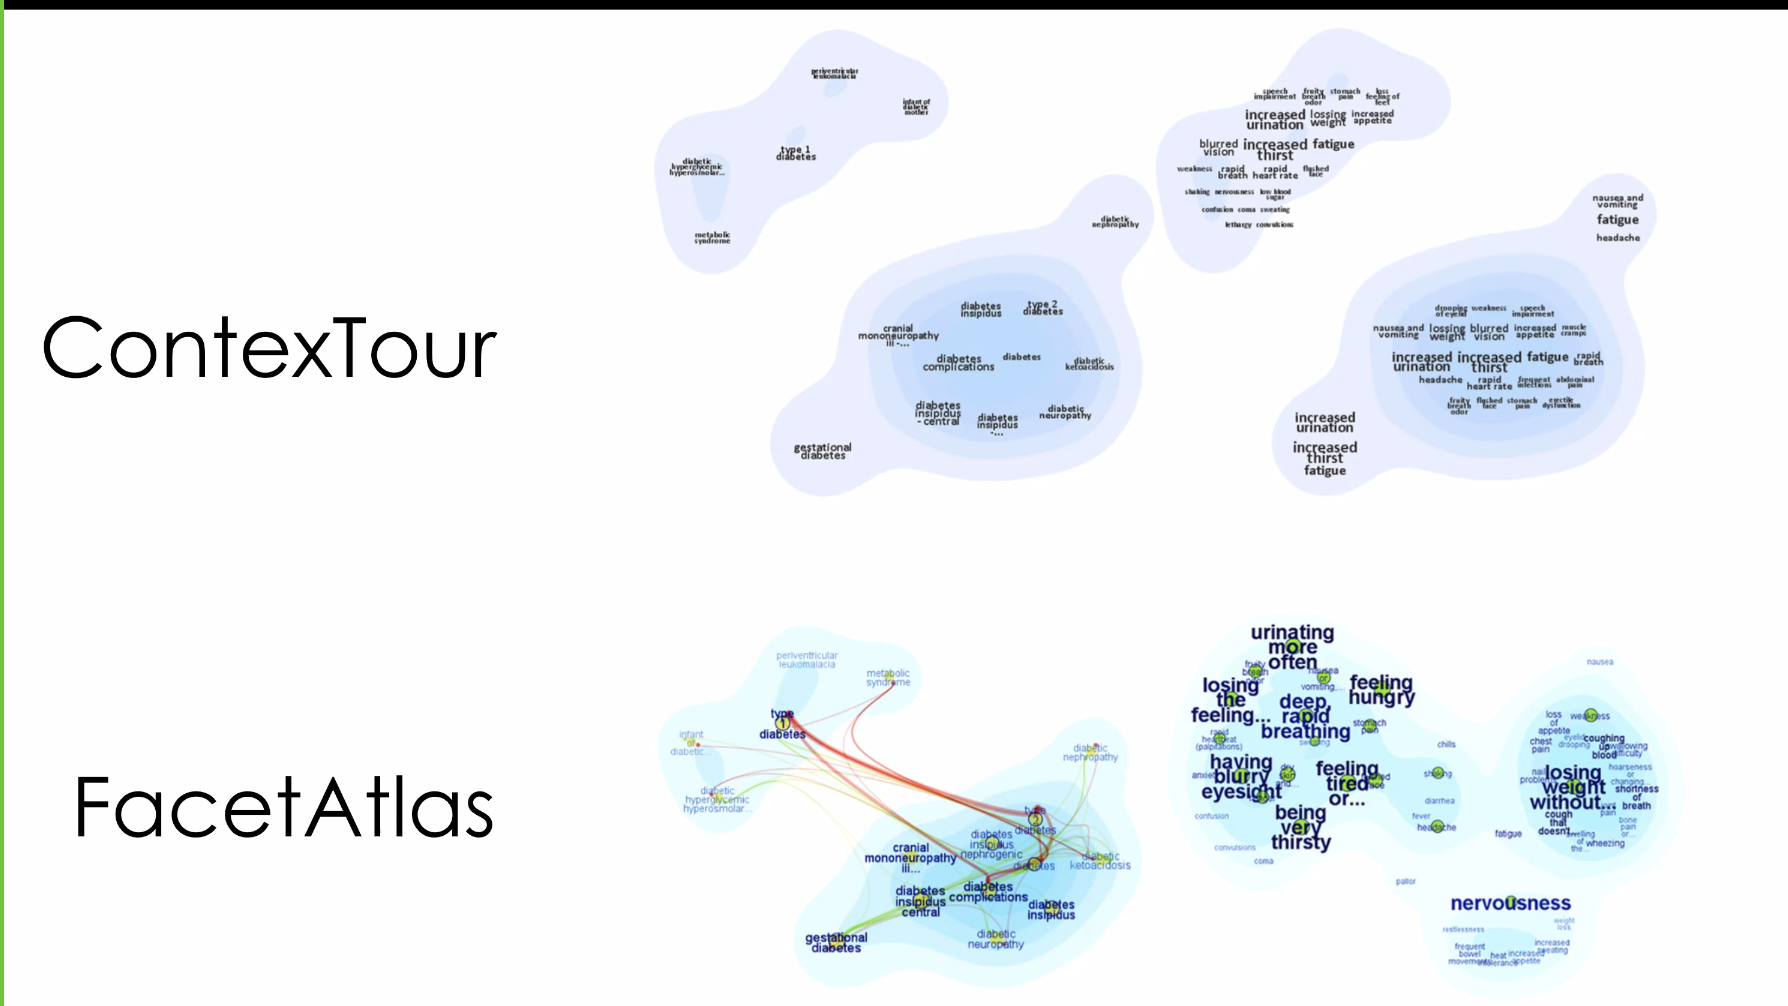 ContexTour
periventricular
leukomalacia
infant of
diabetic
mother
type 1
diabetes
diabetic
hyperglycemic
hyperosmolar...
metabolic
syndrome
diabetic
nephropathy
diabetes
insipidus
type 2
diabetes
cranial
mononeuropathy
iii -...
diabetes
complications
diabetes
diabetic
ketoacidosis
diabetes
insipidus
- central
diabetes
insipidus
-...
diabetic
neuropathy
gestational
diabetes
speech
impairment
fruity
breath
odor
stomach
pain
loss
feeling of
feet
increased
urination
lossing
weight
increased
appetite
blurred
vision
increased
thirst
fatigue
weakness
rapid
breath
rapid
heart rate
flushed
face
shaking nervousness low blood
sugar
confusion coma sweating
lethargy convulsions
nausea and
vomiting
fatigue
headache
drooping
of eyelid
weakness
speech
impairment
nausea and
vomiting
lossing
weight
blurred
vision
increased
appetite
muscle
cramps
increased
urination
increased
thirst
fatigue
rapid
breath
headache
rapid
heart rate
frequent
infections
abdominal
pain
fruity
breath
odor
flushed
face
stomach
pain
erectile
dysfunction
increased
urination
increased
thirst
fatigue
FacetAtlas
periventricular
leukomalacia
metabolic
syndrome
type
1
diabetes
infant
of
diabetic...
diabetic
hyperglycemic
hyperosmolar...
diabetic
nephropathy
type
2
diabetes
diabetes
insipidus
nephrogenic
cranial
mononeuropathy
iii...
diabetes
diabetic
ketoacidosis
diabetes
insipidus
central
diabetes
complications
diabetes
insipidus
gestational
diabetes
diabetic
neuropathy
urinating
more
often
fruity
breath
nausea
or
vomiting...
losing
the
feeling...
deep,
rapid
breathing
feeling
hungry
stomach
pain
rapid
heartbeat
(palpitations)
sweating
having
blurry
eyesight
dry
skin
and...
feeling
tired
or...
face
being
very
thirsty
confusion
convulsions
coma
chills
shaking
diarrhea
fever
headache
pallor
nausea
loss
of
appetite
weakness
chest
pain
eyelid
drooping
coughing
up
blood
swallowing
difficulty
hoarseness
or
changing...
nail
problems
losing
weight
without...
shortness
of
breath
pain
cough
that
doesn't...
bone
pain
or...
fatigue
swelling
of
the...
wheezing
nervousness
weight
loss
restlessness
frequent
bowel
movements
heat
intolerance
increased
appetite
increased
sweating